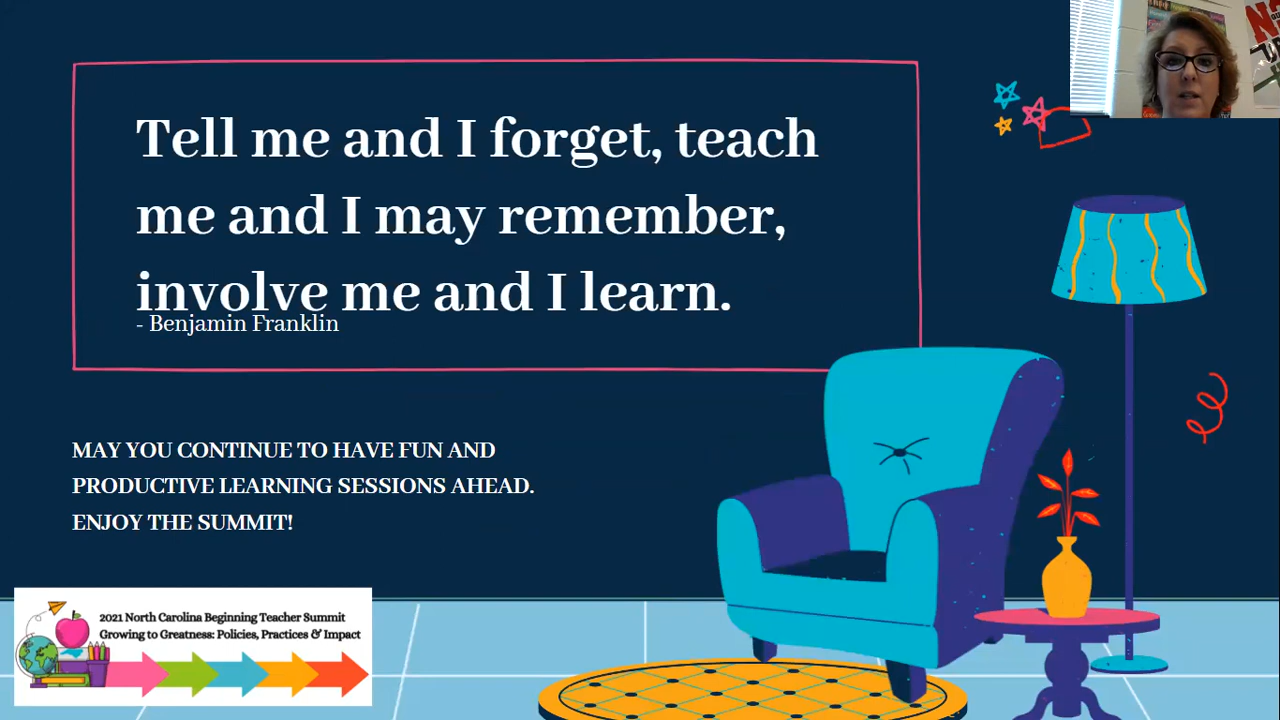 Tell me and I forget, teach
me and I may remember,
involve me and I learn.
- Benjamin Franklin
MAY YOU CONTINUE TO HAVE FUN AND
PRODUCTIVE LEARNING SESSIONS AHEAD.
ENJOY THE SUMMIT!
2021 North Carolina Beginning Teacher Summit
Growing to Greatness: Policies, Practices & Impact